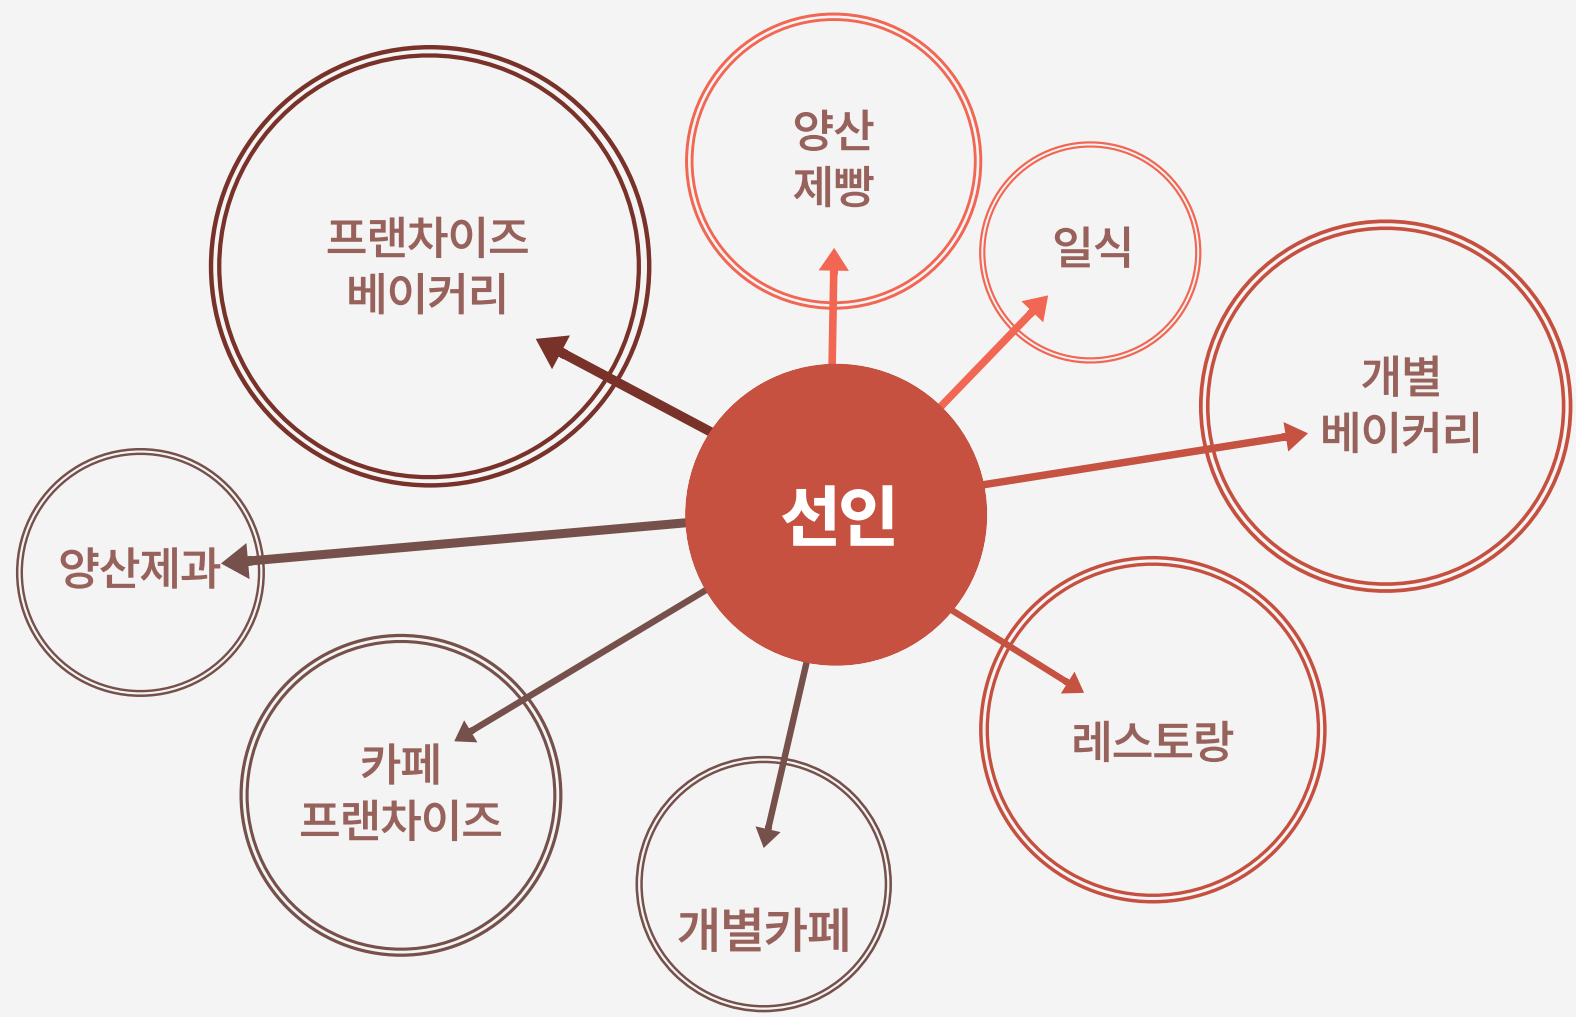 양산
제빵
프랜차이즈
베이커리
일식
개별
베이커리
선인
양산제과
레스토랑
카페
프랜차이즈
개별카페